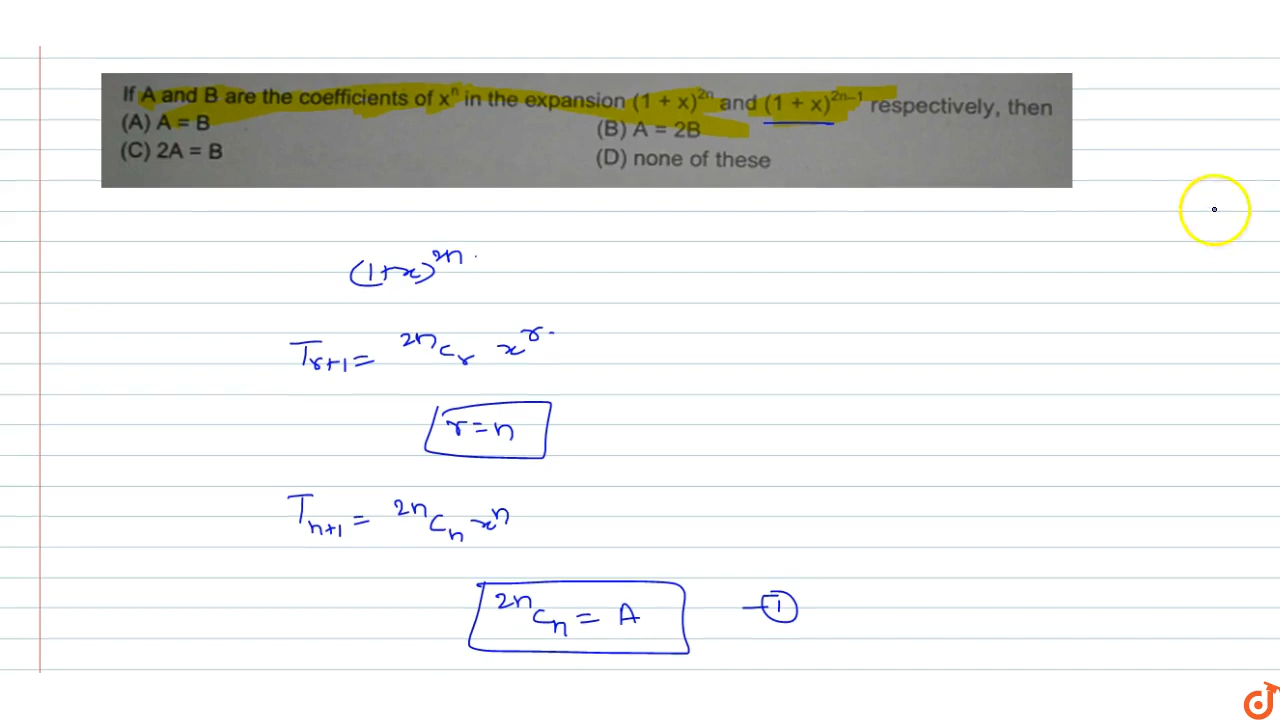 If A and B are the coefficients of xⁿ in the expansion (1 + x)²ⁿ and (1 + x)²ⁿ⁻¹ respectively, then
(A) A = B (B) A = 2B
(C) 2A = B (D) none of these
(1+x)²ⁿ
Tᵣ₊₁ = ²ⁿCᵣ xʳ
r = n
Tₙ₊₁ = ²ⁿCₙ xⁿ
²ⁿCₙ = A —①